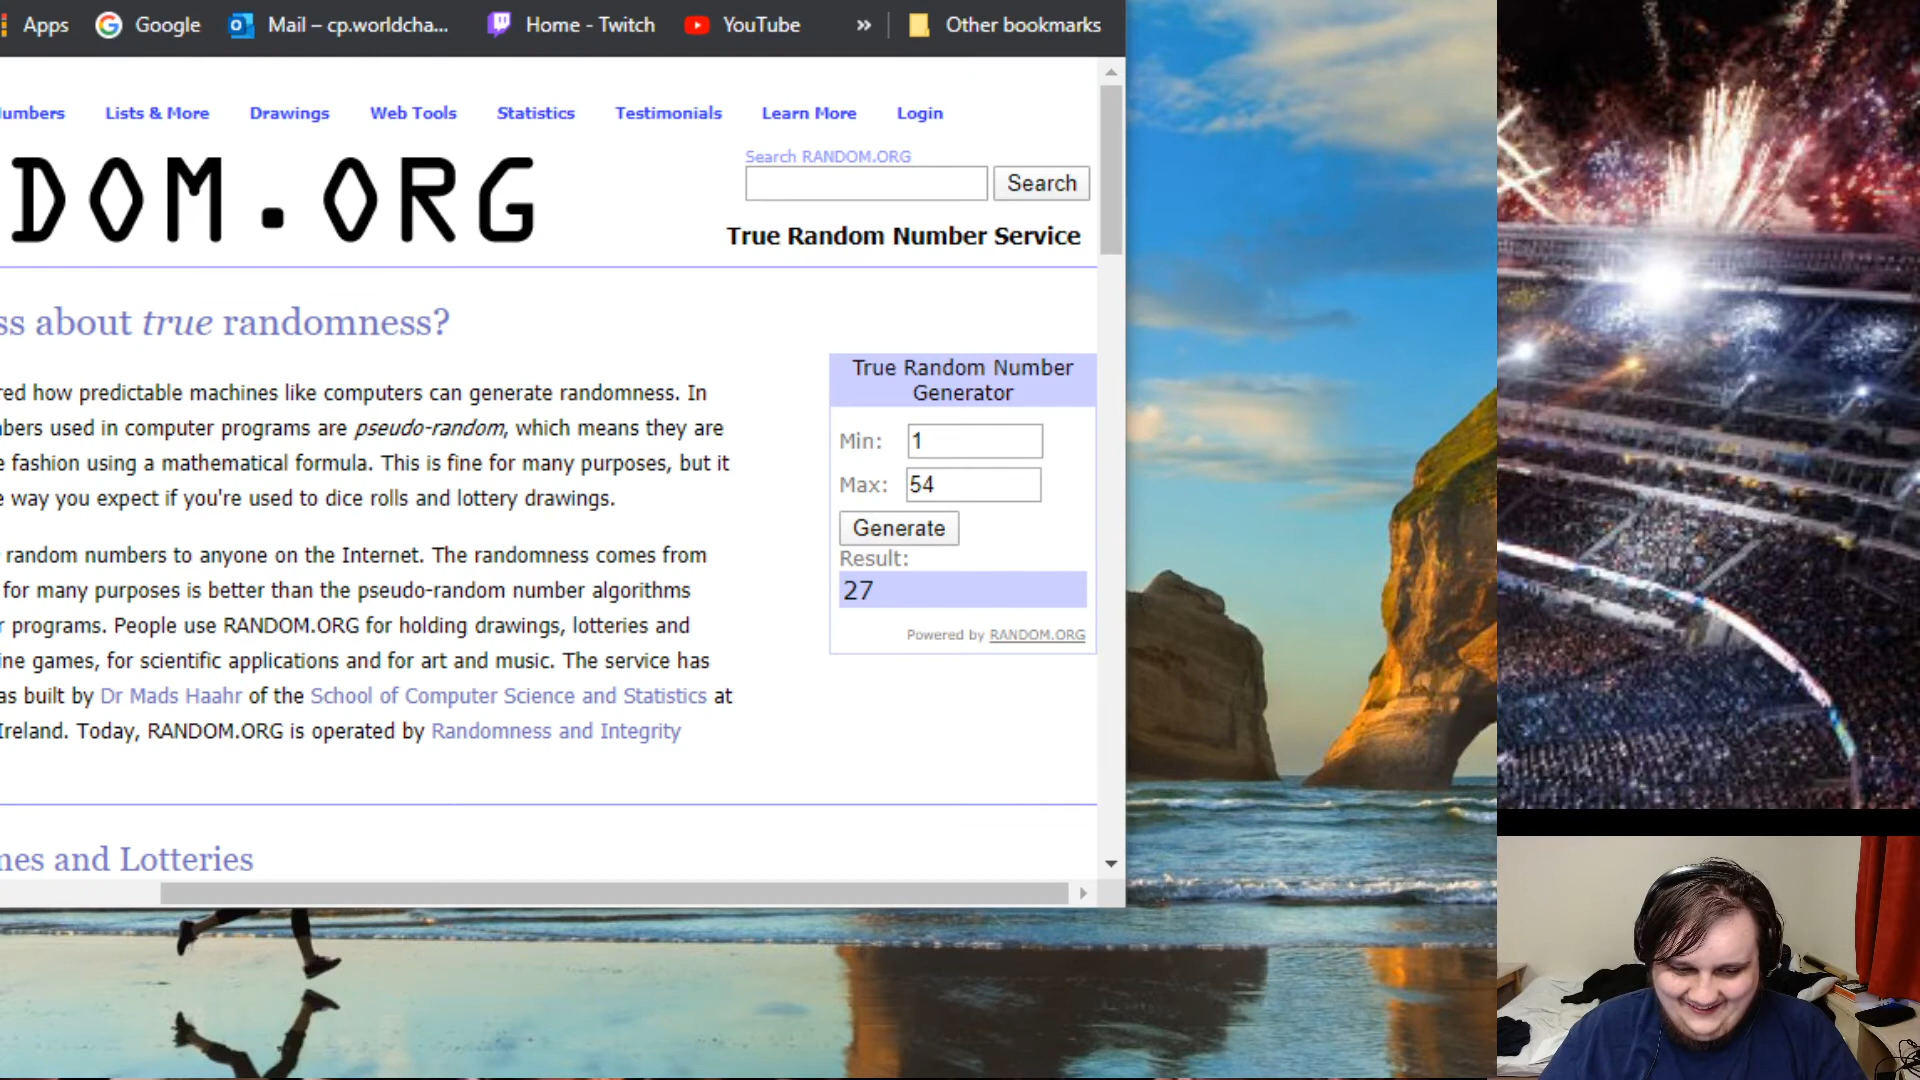 Apps Google Mail – cp.worldcha... Home - Twitch YouTube » Other bookmarks
umbers Lists & More Drawings Web Tools Statistics Testimonials Learn More Login
DOM.ORG
Search RANDOM.ORG
Search
True Random Number Service
ss about true randomness?
red how predictable machines like computers can generate randomness. In
bers used in computer programs are pseudo-random, which means they are
e fashion using a mathematical formula. This is fine for many purposes, but it
e way you expect if you're used to dice rolls and lottery drawings.
random numbers to anyone on the Internet. The randomness comes from
for many purposes is better than the pseudo-random number algorithms
r programs. People use RANDOM.ORG for holding drawings, lotteries and
ine games, for scientific applications and for art and music. The service has
as built by Dr Mads Haahr of the School of Computer Science and Statistics at
Ireland. Today, RANDOM.ORG is operated by Randomness and Integrity
True Random Number
Generator
Min: 1
Max: 54
Generate
Result:
27
Powered by RANDOM.ORG
mes and Lotteries